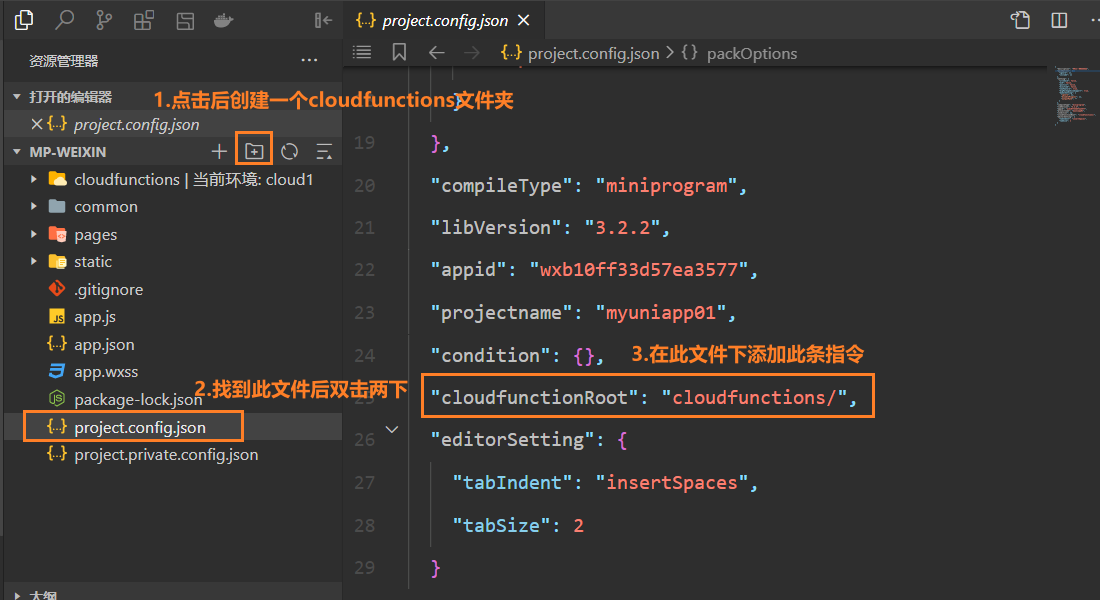 project.config.json
资源管理器
project.config.json > {} packOptions
打开的编辑器
1.点击后创建一个cloudfunctions文件夹
project.config.json
MP-WEIXIN
cloudfunctions | 当前环境: cloud1
common
pages
static
.gitignore
app.js
app.json
app.wxss
package-lock.json
2.找到此文件后双击两下
project.config.json
project.private.config.json
大纲
}
19 },
20 "compileType": "miniprogram",
21 "libVersion": "3.2.2",
22 "appid": "wxb10ff33d57ea3577",
23 "projectname": "myuniapp01",
24 "condition": {},
3.在此文件下添加此条指令
25 "cloudfunctionRoot": "cloudfunctions/",
26 "editorSetting": {
27 "tabIndent": "insertSpaces",
28 "tabSize": 2
29 }